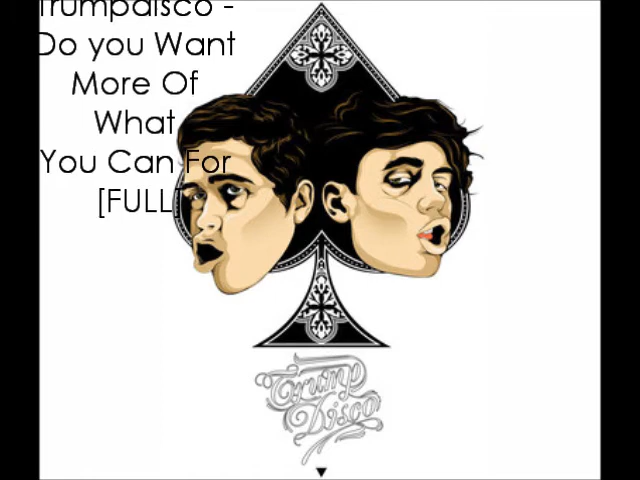 Trumpdisco -
Do you Want
More Of
What
You Can For
[FULL]
Trump
Disco